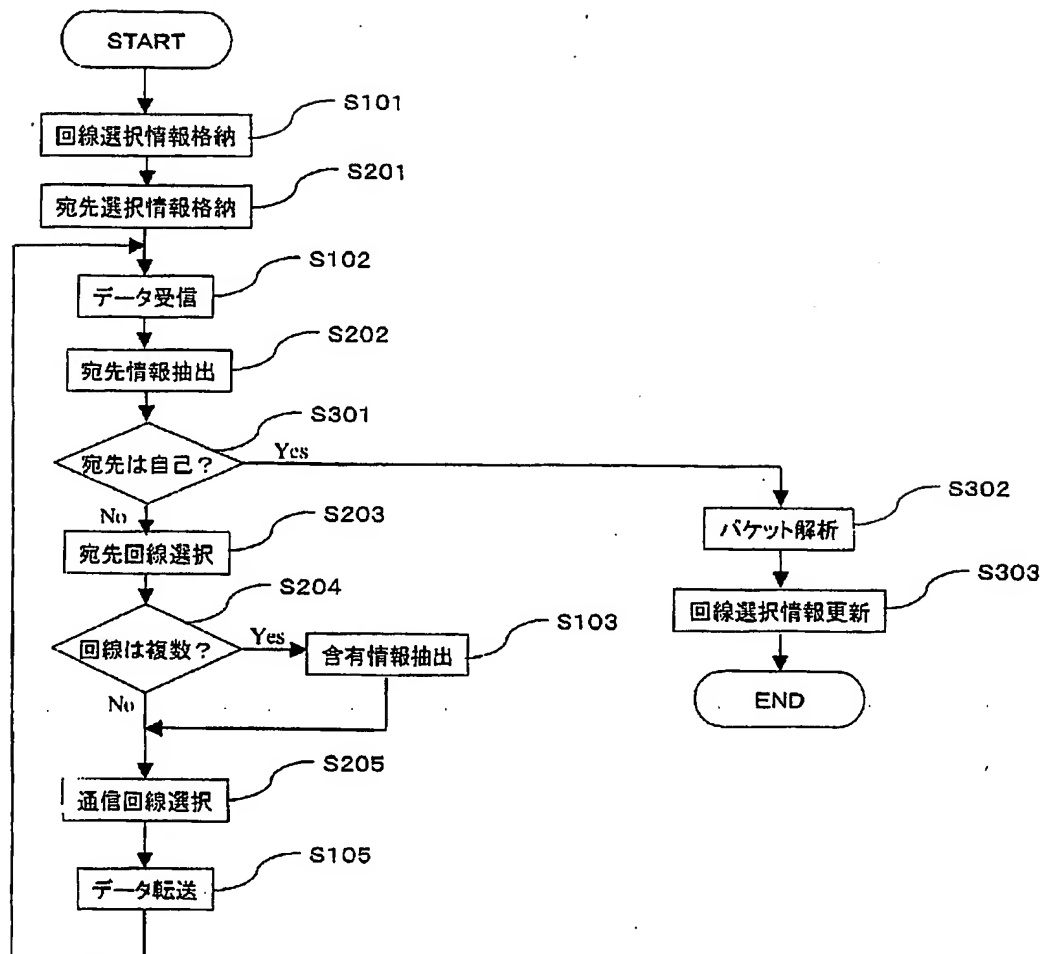 START
S101
回線選択情報格納
S201
宛先選択情報格納
S102
データ受信
S202
宛先情報抽出
S301
宛先は自己?
Yes
No
S302
パケット解析
S203
宛先回線選択
S303
回線選択情報更新
S204
回線は複数?
Yes
No
S103
含有情報抽出
END
S205
通信回線選択
S105
データ転送